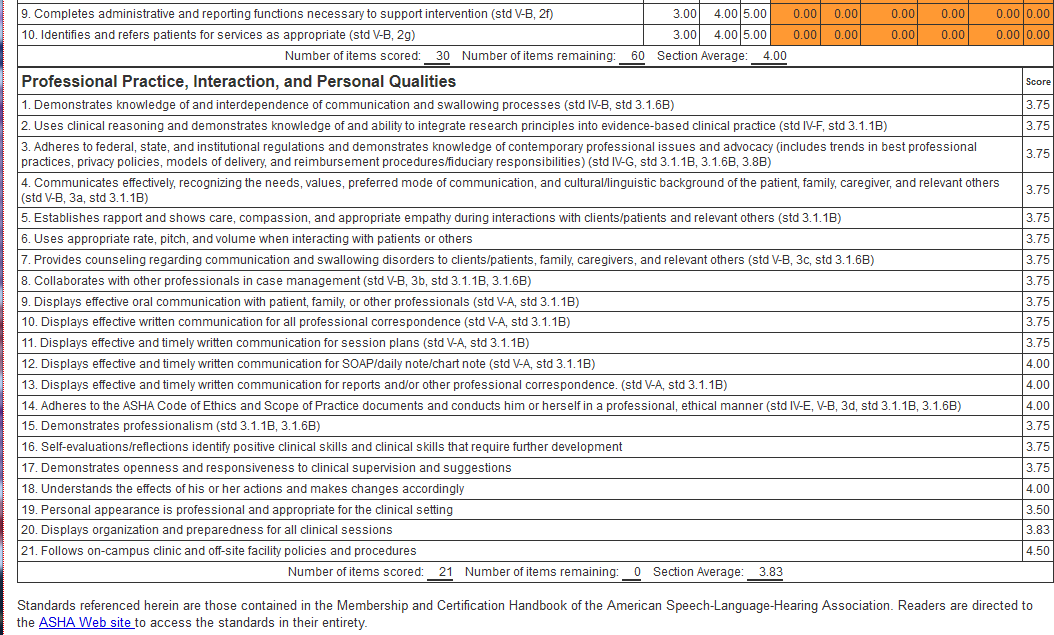 9. Completes administrative and reporting functions necessary to support intervention (std V-B, 2f) 3.00 4.00 5.00 0.00 0.00 0.00 0.00 0.00 0.00
10. Identifies and refers patients for services as appropriate (std V-B, 2g) 3.00 4.00 5.00 0.00 0.00 0.00 0.00 0.00 0.00
Number of items scored: 30 Number of items remaining: 60 Section Average: 4.00
Professional Practice, Interaction, and Personal Qualities Score
1. Demonstrates knowledge of and interdependence of communication and swallowing processes (std IV-B, std 3.1.6B) 3.75
2. Uses clinical reasoning and demonstrates knowledge of and ability to integrate research principles into evidence-based clinical practice (std IV-F, std 3.1.1B) 3.75
3. Adheres to federal, state, and institutional regulations and demonstrates knowledge of contemporary professional issues and advocacy (includes trends in best professional
practices, privacy policies, models of delivery, and reimbursement procedures/fiduciary responsibilities) (std IV-G, std 3.1.1B, 3.1.6B, 3.8B) 3.75
4. Communicates effectively, recognizing the needs, values, preferred mode of communication, and cultural/linguistic background of the patient, family, caregiver, and relevant others
(std V-B, 3a, std 3.1.1B) 3.75
5. Establishes rapport and shows care, compassion, and appropriate empathy during interactions with clients/patients and relevant others (std 3.1.1B) 3.75
6. Uses appropriate rate, pitch, and volume when interacting with patients or others 3.75
7. Provides counseling regarding communication and swallowing disorders to clients/patients, family, caregivers, and relevant others (std V-B, 3c, std 3.1.6B) 3.75
8. Collaborates with other professionals in case management (std V-B, 3b, std 3.1.1B, 3.1.6B) 3.75
9. Displays effective oral communication with patient, family, or other professionals (std V-A, std 3.1.1B) 3.75
10. Displays effective written communication for all professional correspondence (std V-A, std 3.1.1B) 3.75
11. Displays effective and timely written communication for session plans (std V-A, std 3.1.1B) 3.75
12. Displays effective and timely written communication for SOAP/daily note/chart note (std V-A, std 3.1.1B) 4.00
13. Displays effective and timely written communication for reports and/or other professional correspondence. (std V-A, std 3.1.1B) 4.00
14. Adheres to the ASHA Code of Ethics and Scope of Practice documents and conducts him or herself in a professional, ethical manner (std IV-E, V-B, 3d, std 3.1.1B, 3.1.6B) 4.00
15. Demonstrates professionalism (std 3.1.1B, 3.1.6B) 3.75
16. Self-evaluations/reflections identify positive clinical skills and clinical skills that require further development 3.75
17. Demonstrates openness and responsiveness to clinical supervision and suggestions 3.75
18. Understands the effects of his or her actions and makes changes accordingly 4.00
19. Personal appearance is professional and appropriate for the clinical setting 3.50
20. Displays organization and preparedness for all clinical sessions 3.83
21. Follows on-campus clinic and off-site facility policies and procedures 4.50
Number of items scored: 21 Number of items remaining: 0 Section Average: 3.83
Standards referenced herein are those contained in the Membership and Certification Handbook of the American Speech-Language-Hearing Association. Readers are directed to
the ASHA Web site to access the standards in their entirety.